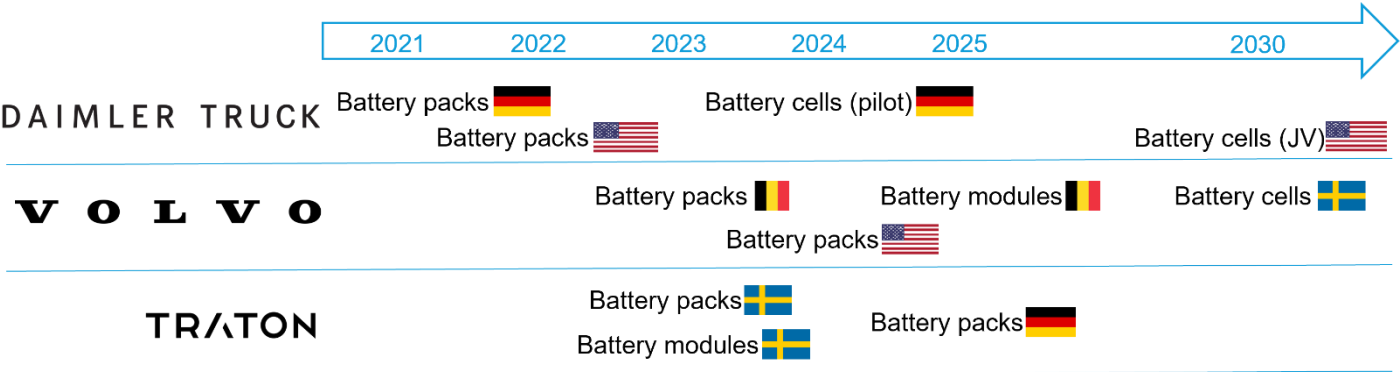 2021 2022 2023 2024 2025 2030
DAIMLER TRUCK
Battery packs
Battery cells (pilot)
Battery packs
Battery cells (JV)
VOLVO
Battery packs
Battery modules
Battery cells
Battery packs
TRATON
Battery packs
Battery packs
Battery modules